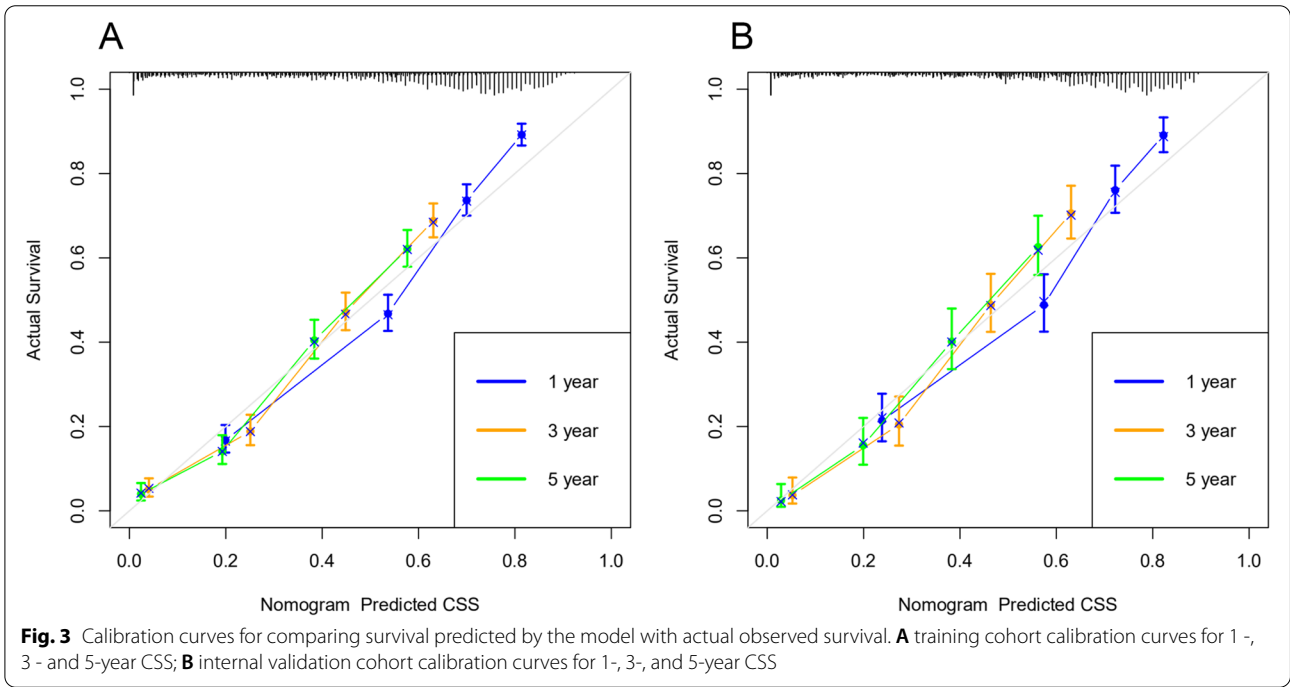 A
B
1.0
0.8
0.6
0.4
0.2
0.0
Actual Survival
0.0 0.2 0.4 0.6 0.8 1.0
Nomogram Predicted CSS
1 year
3 year
5 year
1.0
0.8
0.6
0.4
0.2
0.0
Actual Survival
0.0 0.2 0.4 0.6 0.8 1.0
Nomogram Predicted CSS
1 year
3 year
5 year
Fig. 3 Calibration curves for comparing survival predicted by the model with actual observed survival. A training cohort calibration curves for 1 -,
3 - and 5-year CSS; B internal validation cohort calibration curves for 1-, 3-, and 5-year CSS